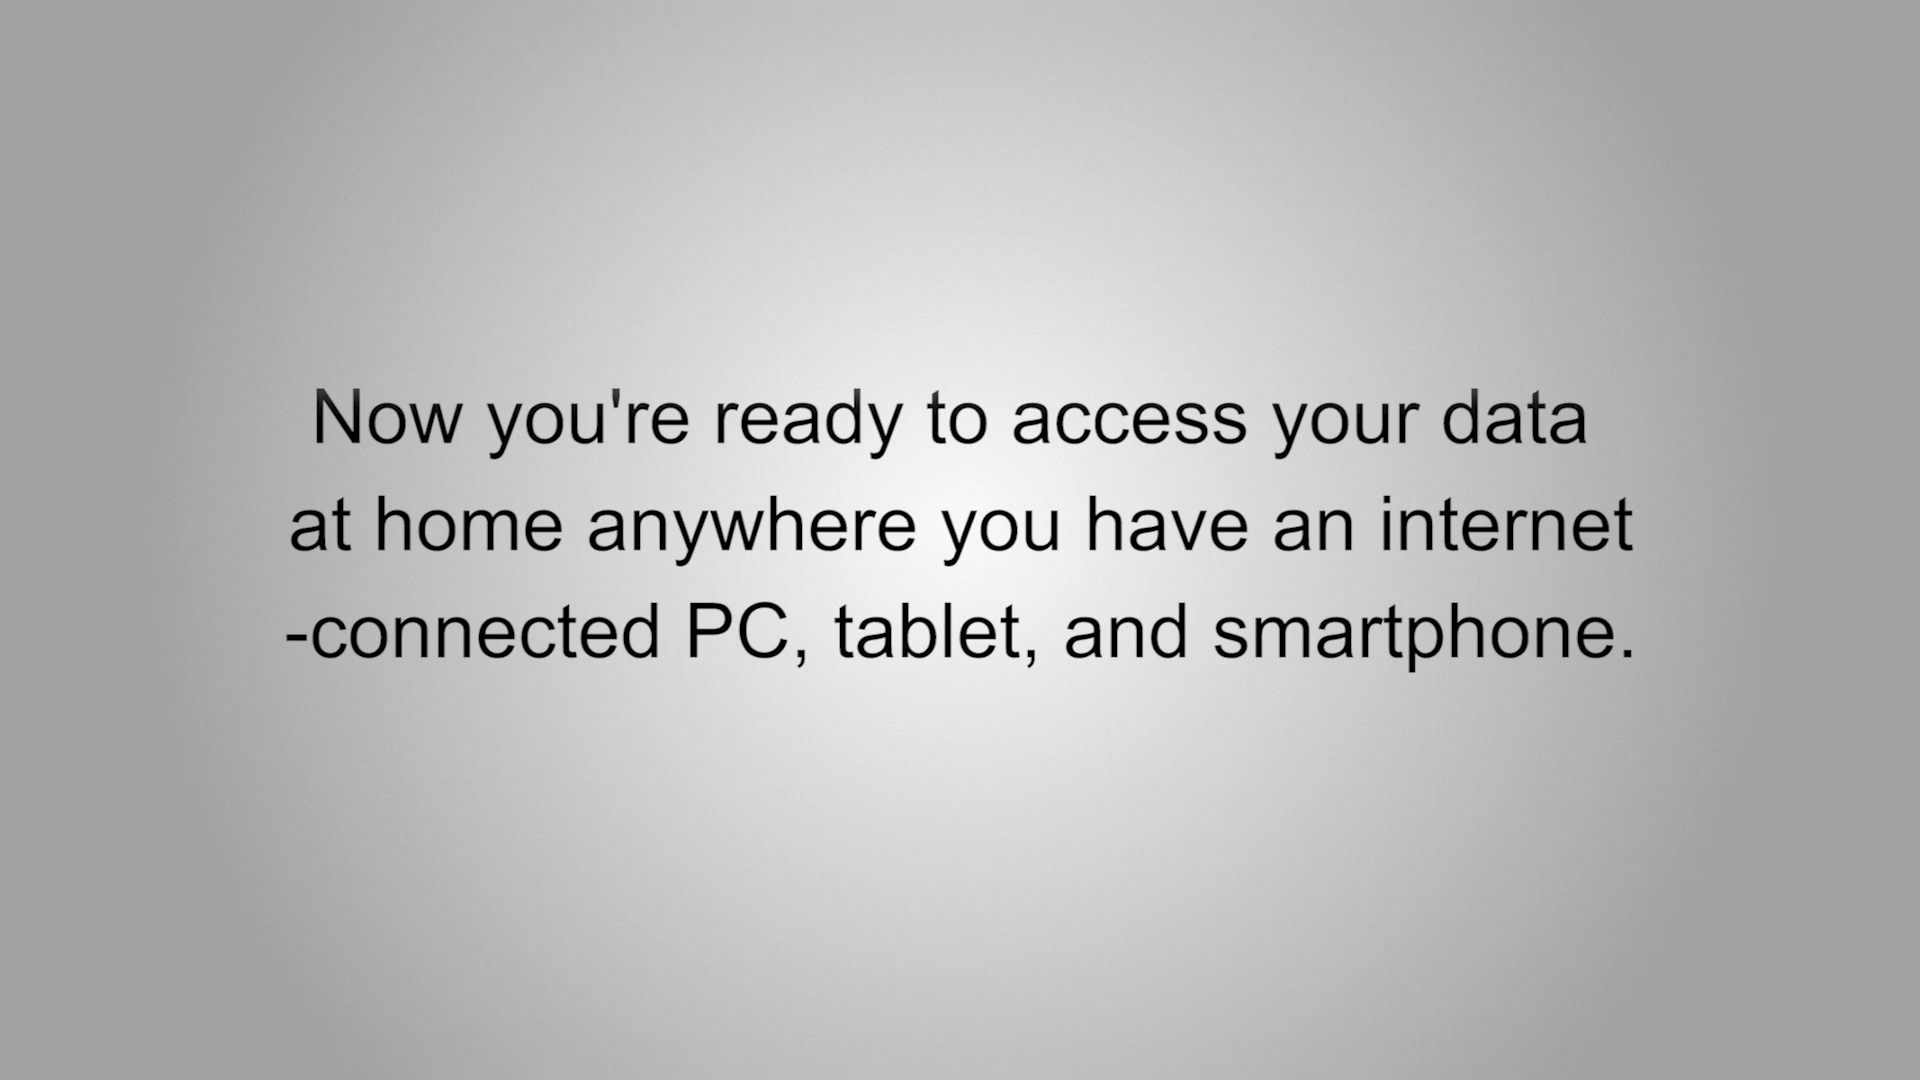 Now you're ready to access your data
at home anywhere you have an internet
-connected PC, tablet, and smartphone.